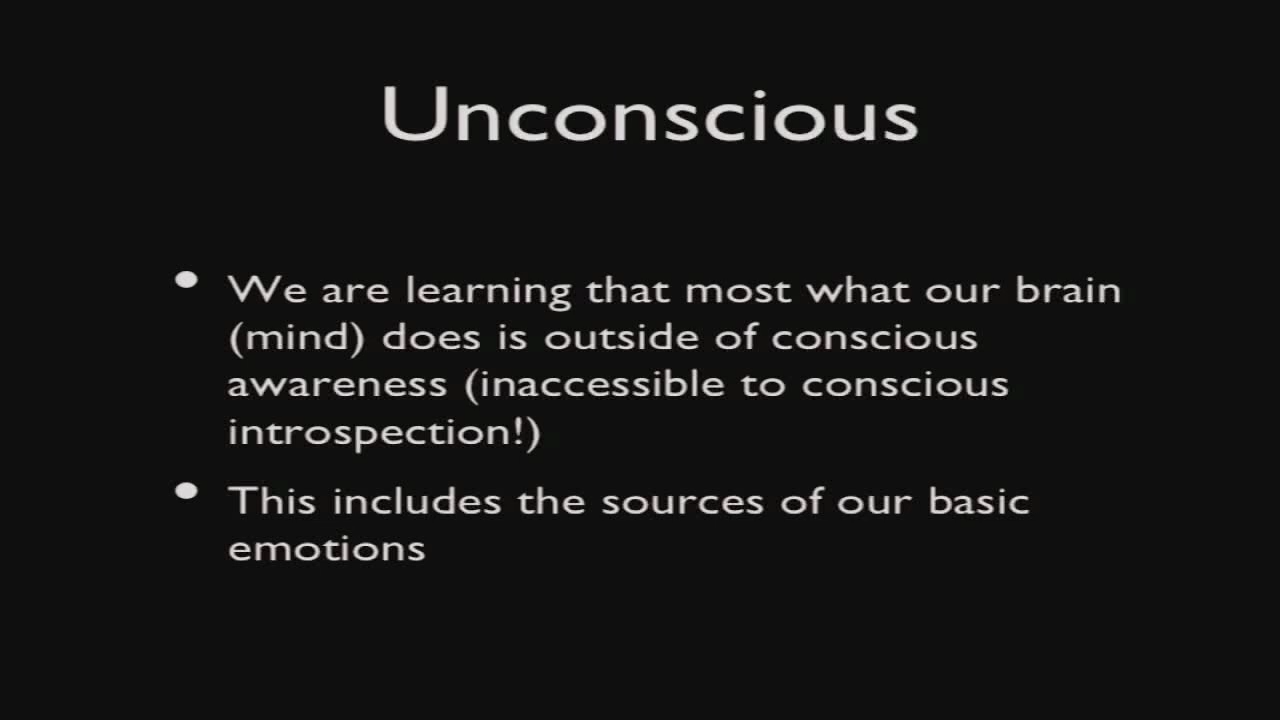 Unconscious
• We are learning that most what our brain
(mind) does is outside of conscious
awareness (inaccessible to conscious
introspection!)
• This includes the sources of our basic
emotions